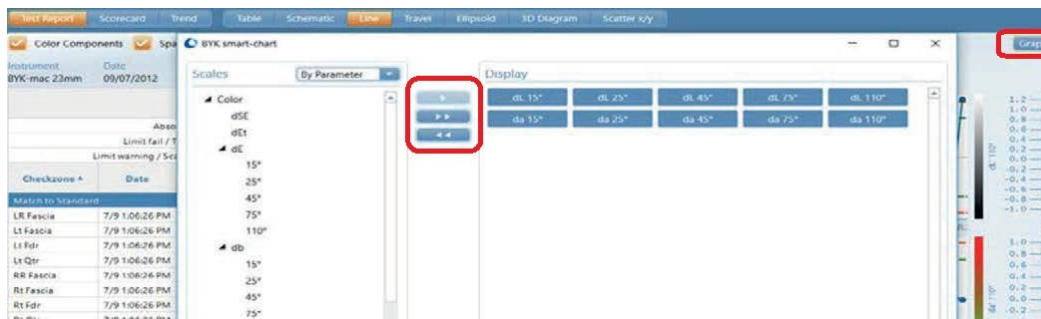 Test Report Scorecard Trend Table Schematic Line Travel Ellipsoid 3D Diagram Scatter x/y
Color Components Spe
Grap
BYK smart-chart
Instrument Date
BYK-mac 23mm 09/07/2012
Scales By Parameter Display
Color
dSE
dEt
dE
15°
25°
45°
75°
110°
db
15°
25°
45°
75°
dL 15° dL 25° dL 45° dL 75° dL 110°
da 15° da 25° da 45° da 75° da 110°
Abso
Limit fail / T
Limit warning / Sca
Checkzone Date
Match to Standard
LR Fascia 7/9 1:06:26 PM
Lt Fascia 7/9 1:06:26 PM
Lt Fdr 7/9 1:06:26 PM
Lt Qtr 7/9 1:06:26 PM
RR Fascia 7/9 1:06:26 PM
Rt Fascia 7/9 1:06:26 PM
Rt Fdr 7/9 1:06:26 PM
dL 110°
1.2
1.0
0.8
0.6
0.4
0.2
0.0
-0.2
-0.4
-0.6
-0.8
-1.0
da 110°
1.0
0.8
0.6
0.4
0.2
0.0
-0.2